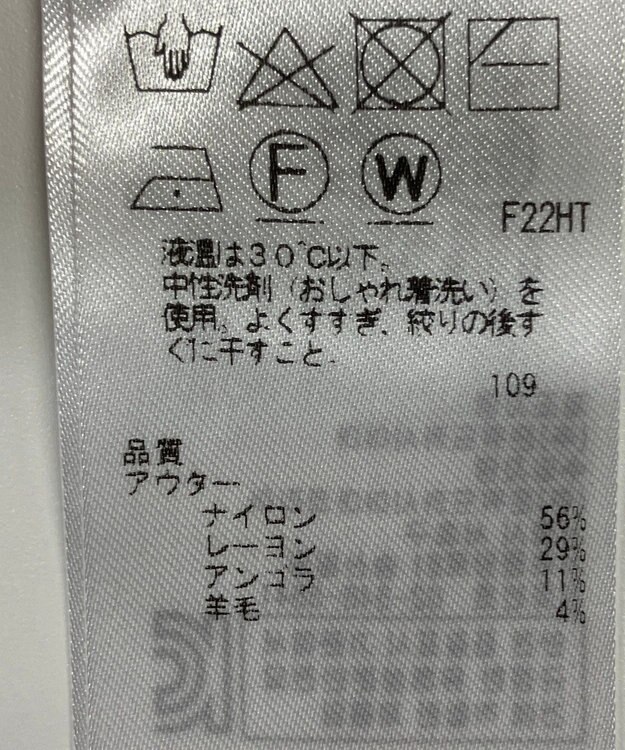 F W
F22HT
液温は30℃以下。
中性洗剤（おしゃれ着洗い）を
使用。よくすすぎ、絞りの後す
ぐに干すこと。
109
品質
アウター
ナイロン 56%
レーヨン 29%
アンゴラ 11%
羊毛 4%